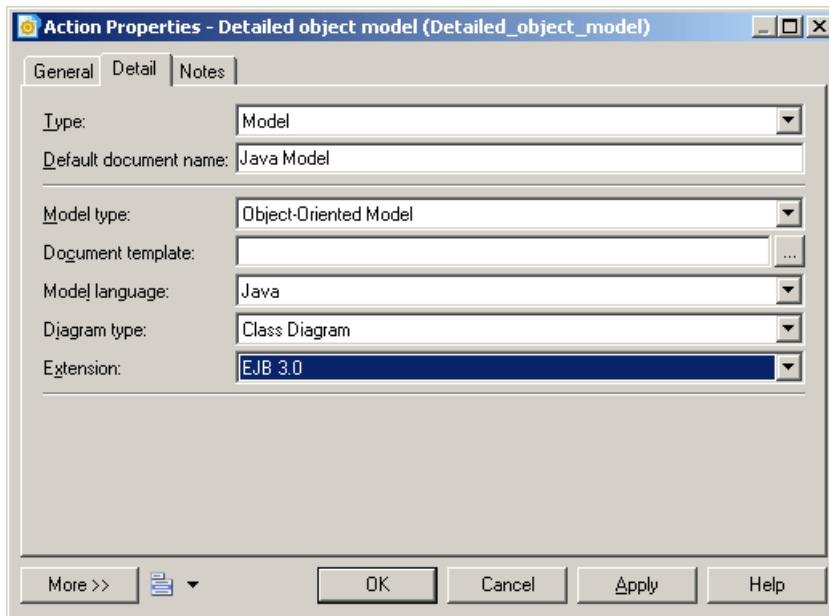 Action Properties - Detailed object model (Detailed_object_model)
General Detail Notes
Type: Model
Default document name: Java Model
Model type: Object-Oriented Model
Document template: ...
Model language: Java
Diagram type: Class Diagram
Extension: EJB 3.0
More >> OK Cancel Apply Help